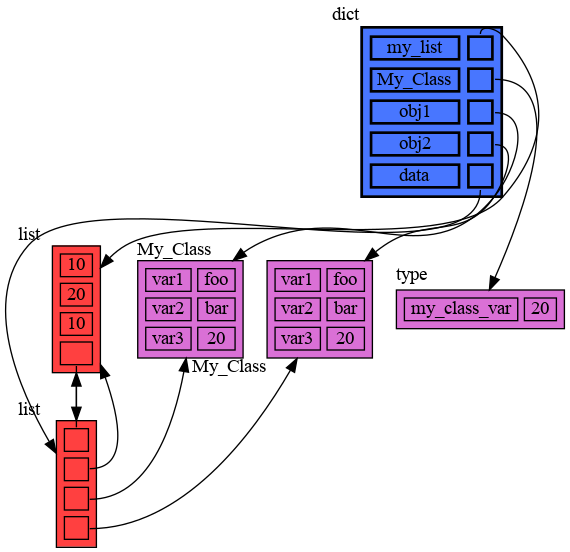 dict
my_list
My_Class
obj1
obj2
data
list
10
20
10
My_Class
var1 foo
var2 bar
var3 20
var1 foo
var2 bar
var3 20
My_Class
type
my_class_var 20
list